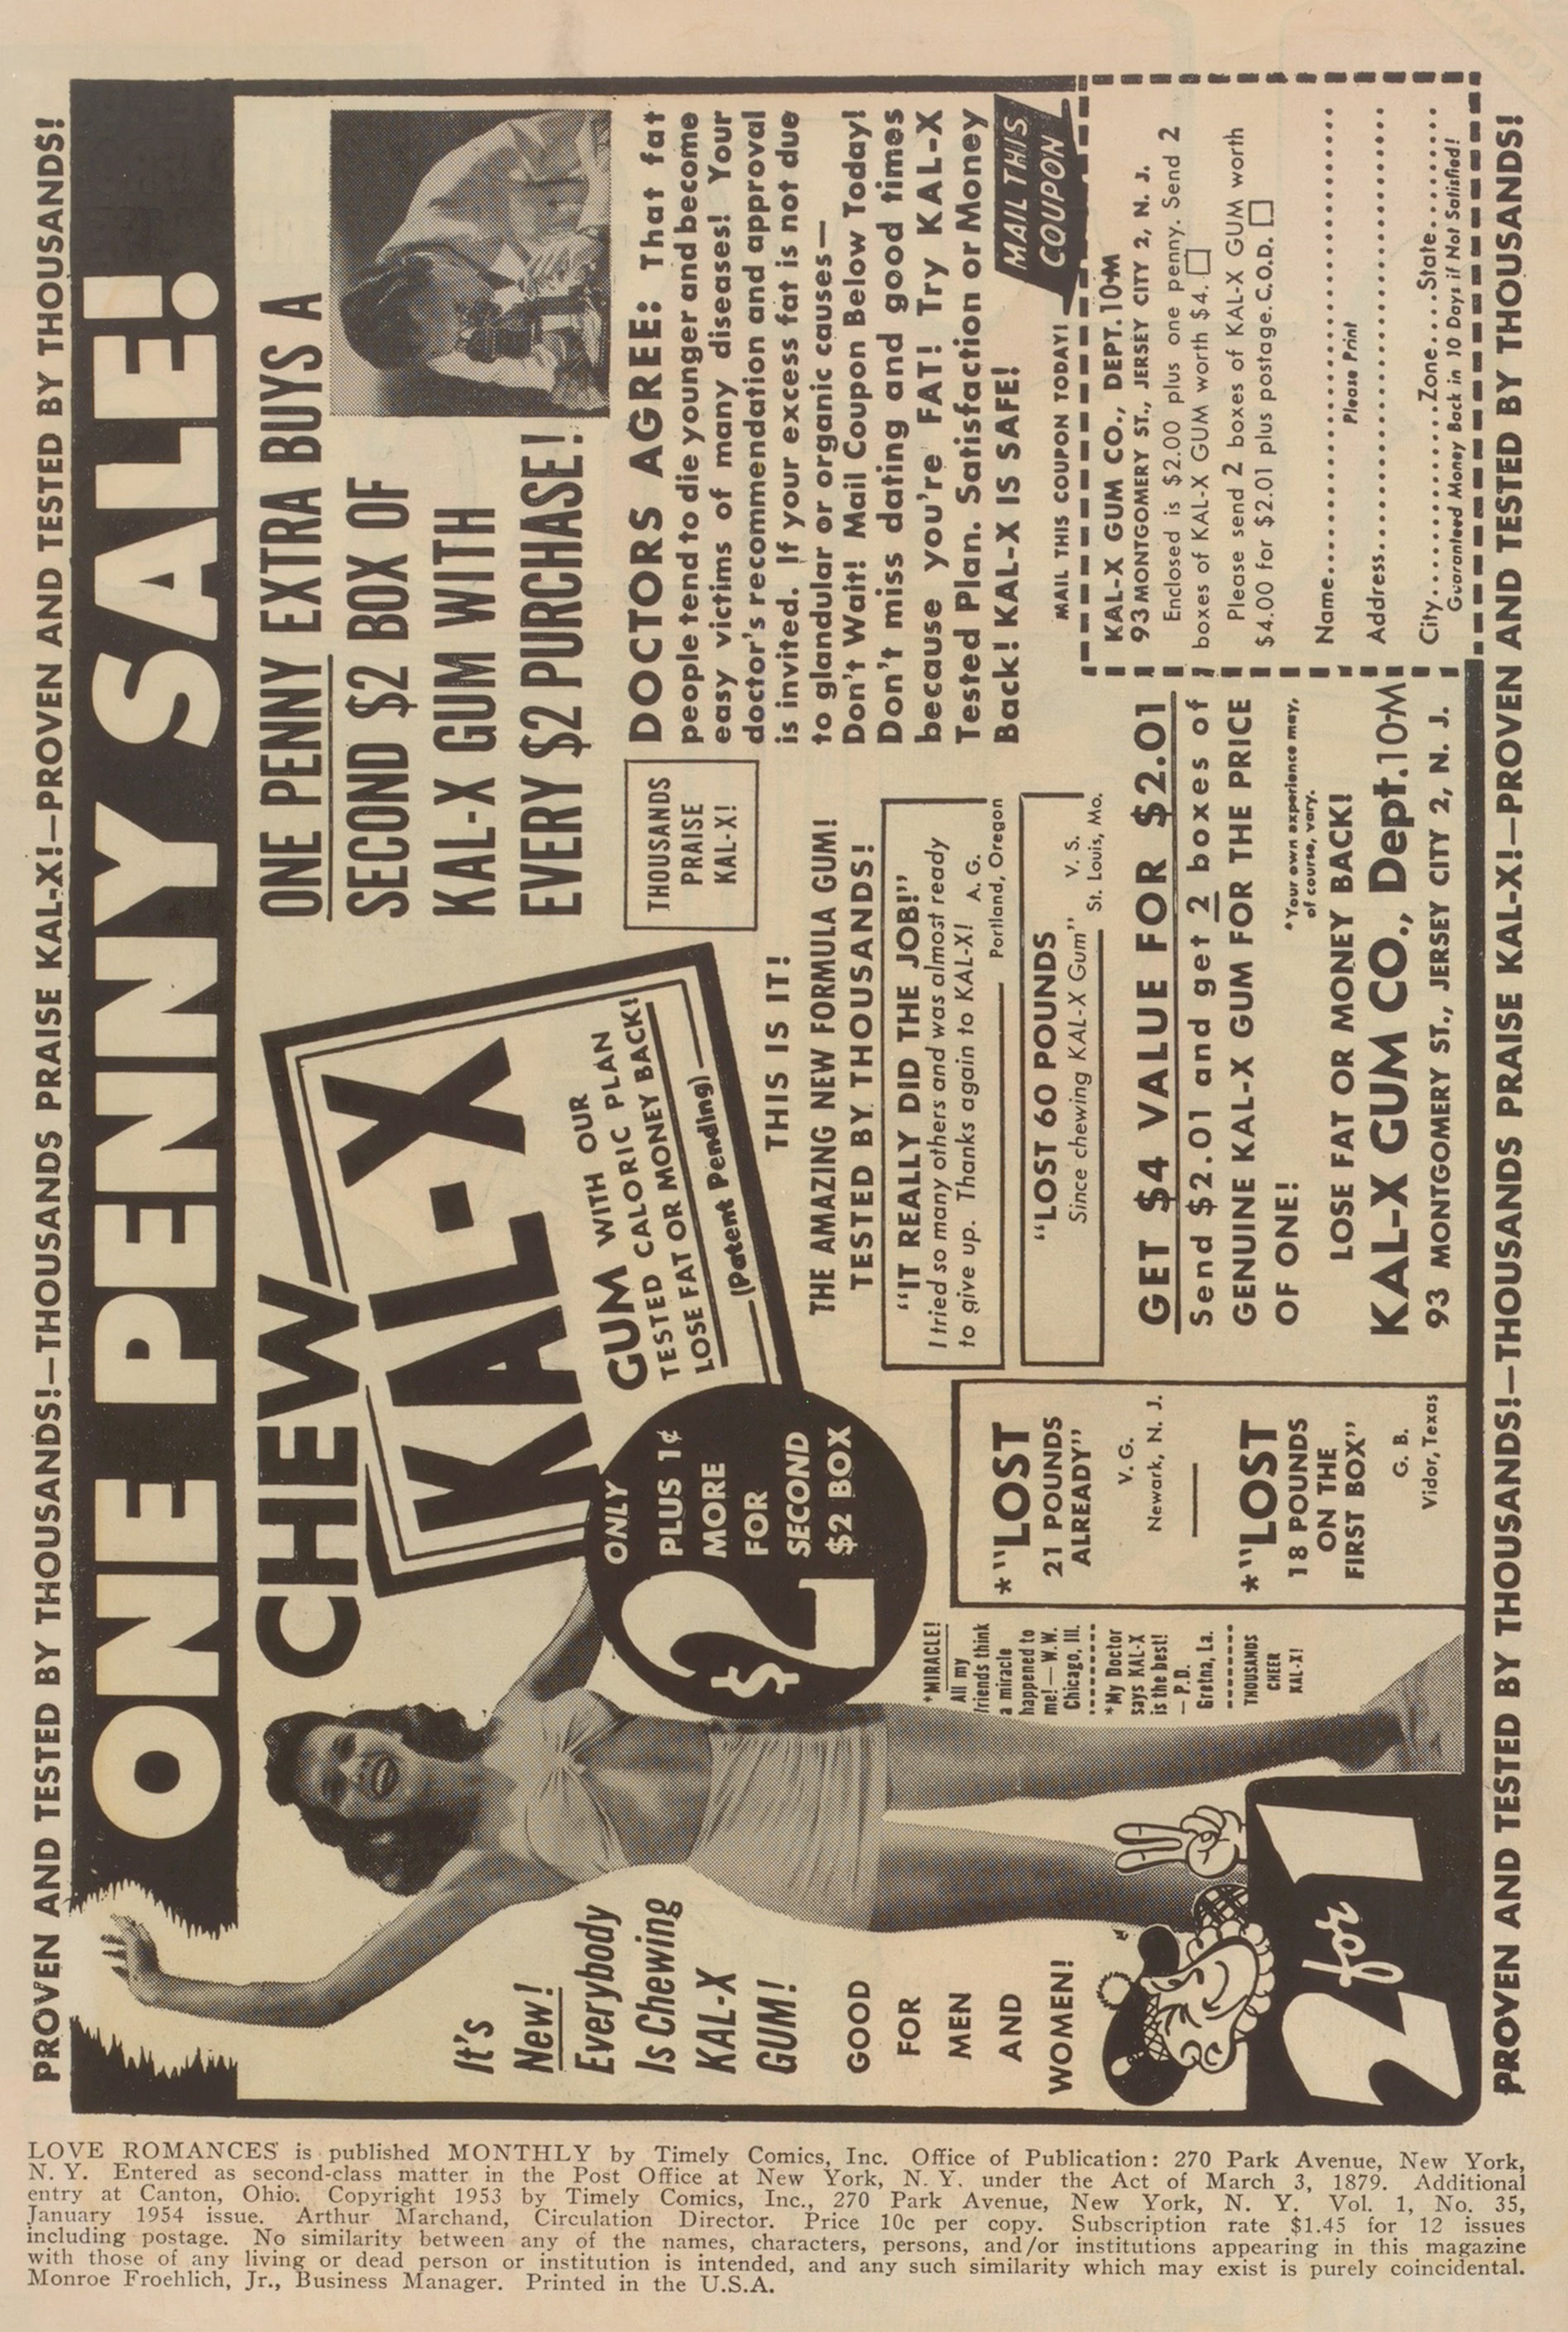 PROVEN AND TESTED BY THOUSANDS!—THOUSANDS PRAISE KAL-X!—PROVEN AND TESTED BY THOUSANDS!
ONE PENNY SALE!
It's
New!
Everybody
Is Chewing
KAL-X
GUM!
GOOD
FOR
MEN
AND
WOMEN!
2 for 1
CHEW
KAL-X
GUM WITH OUR
TESTED CALORIC PLAN
LOSE FAT OR MONEY BACK!
(Patent Pending)
$2
ONLY
PLUS 1¢
MORE
FOR
SECOND
$2 BOX
*MIRACLE!
All my
friends think
a miracle
happened to
me!—W.W.
Chicago, Ill.
*My Doctor
says KAL-X
is the best!
—P.D.
Gretna, La.
THOUSANDS
CHEER
KAL-X!
*"LOST
21 POUNDS
ALREADY"
V. G.
Newark, N. J.
*"LOST
18 POUNDS
ON THE
FIRST BOX"
G. B.
Vidor, Texas
ONE PENNY EXTRA BUYS A
SECOND $2 BOX OF
KAL-X GUM WITH
EVERY $2 PURCHASE!
THOUSANDS
PRAISE
KAL-X!
THIS IS IT!
THE AMAZING NEW FORMULA GUM!
TESTED BY THOUSANDS!
"IT REALLY DID THE JOB!"
I tried so many others and was almost ready
to give up. Thanks again to KAL-X! A. G.
Portland, Oregon
"LOST 60 POUNDS
Since chewing KAL-X Gum" V. S.
St. Louis, Mo.
GET $4 VALUE FOR $2.01
Send $2.01 and get 2 boxes of
GENUINE KAL-X GUM FOR THE PRICE
OF ONE!
*Your own experience may,
of course, vary.
LOSE FAT OR MONEY BACK!
KAL-X GUM CO., Dept.10-M
93 MONTGOMERY ST., JERSEY CITY 2, N. J.
DOCTORS AGREE: That fat
people tend to die younger and become
easy victims of many diseases! Your
doctor's recommendation and approval
is invited. If your excess fat is not due
to glandular or organic causes—
Don't Wait! Mail Coupon Below Today!
Don't miss dating and good times
because you're FAT! Try KAL-X
Tested Plan. Satisfaction or Money
Back! KAL-X IS SAFE!
MAIL THIS
COUPON
MAIL THIS COUPON TODAY!
KAL-X GUM CO., DEPT.10-M
93 MONTGOMERY ST., JERSEY CITY 2, N. J.
Enclosed is $2.00 plus one penny. Send 2
boxes of KAL-X GUM worth $4. □
Please send 2 boxes of KAL-X GUM worth
$4.00 for $2.01 plus postage. C.O.D. □
Name........................................
Please Print
Address........................................
City....................Zone.....State........
Guaranteed Money Back in 10 Days if Not Satisfied!
PROVEN AND TESTED BY THOUSANDS!—THOUSANDS PRAISE KAL-X!—PROVEN AND TESTED BY THOUSANDS!
LOVE ROMANCES is published MONTHLY by Timely Comics, Inc. Office of Publication: 270 Park Avenue, New York,
N. Y. Entered as second-class matter in the Post Office at New York, N. Y. under the Act of March 3, 1879. Additional
entry at Canton, Ohio. Copyright 1953 by Timely Comics, Inc., 270 Park Avenue, New York, N. Y. Vol. 1, No. 35,
January 1954 issue. Arthur Marchand, Circulation Director. Price 10c per copy. Subscription rate $1.45 for 12 issues
including postage. No similarity between any of the names, characters, persons, and/or institutions appearing in this magazine
with those of any living or dead person or institution is intended, and any such similarity which may exist is purely coincidental.
Monroe Froehlich, Jr., Business Manager. Printed in the U.S.A.